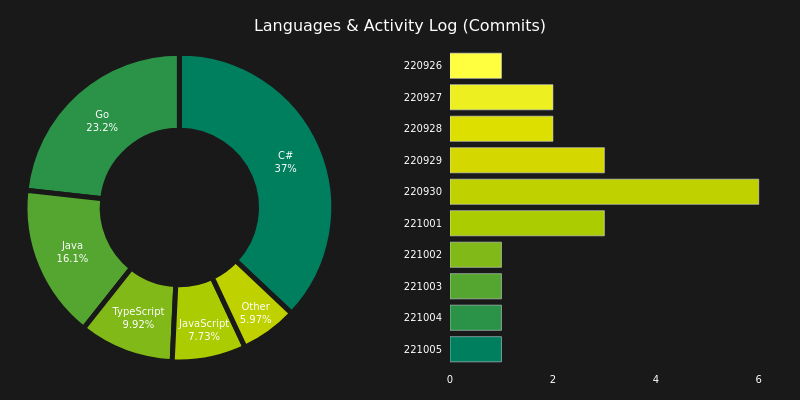 Languages & Activity Log (Commits)
Go
23.2%
C#
37%
Java
16.1%
TypeScript
9.92%
JavaScript
7.73%
Other
5.97%
220926
220927
220928
220929
220930
221001
221002
221003
221004
221005
0 2 4 6